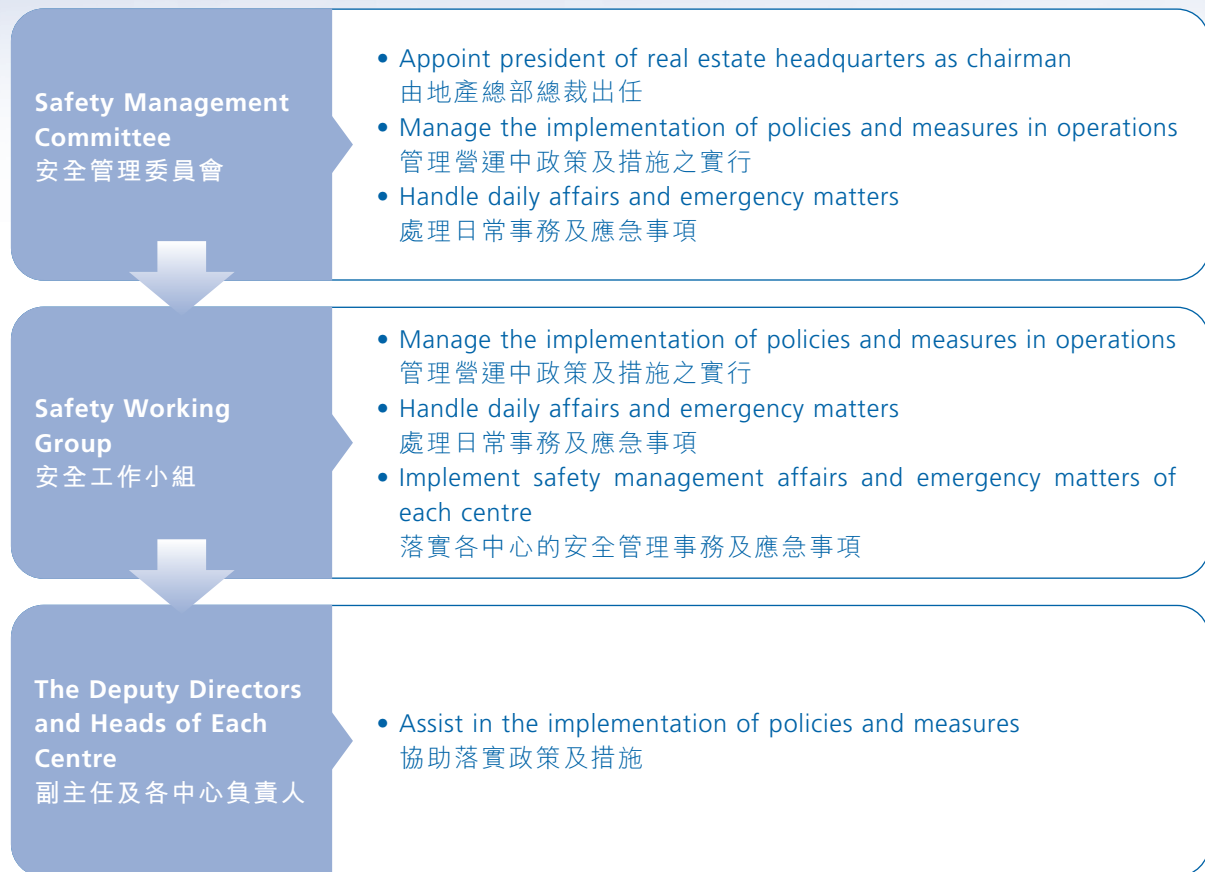 Safety Management
Committee
安全管理委員會
• Appoint president of real estate headquarters as chairman
由地產總部總裁出任
• Manage the implementation of policies and measures in operations
管理營運中政策及措施之實行
• Handle daily affairs and emergency matters
處理日常事務及應急事項
Safety Working
Group
安全工作小組
• Manage the implementation of policies and measures in operations
管理營運中政策及措施之實行
• Handle daily affairs and emergency matters
處理日常事務及應急事項
• Implement safety management affairs and emergency matters of
each centre
落實各中心的安全管理事務及應急事項
The Deputy Directors
and Heads of Each
Centre
副主任及各中心負責人
• Assist in the implementation of policies and measures
協助落實政策及措施